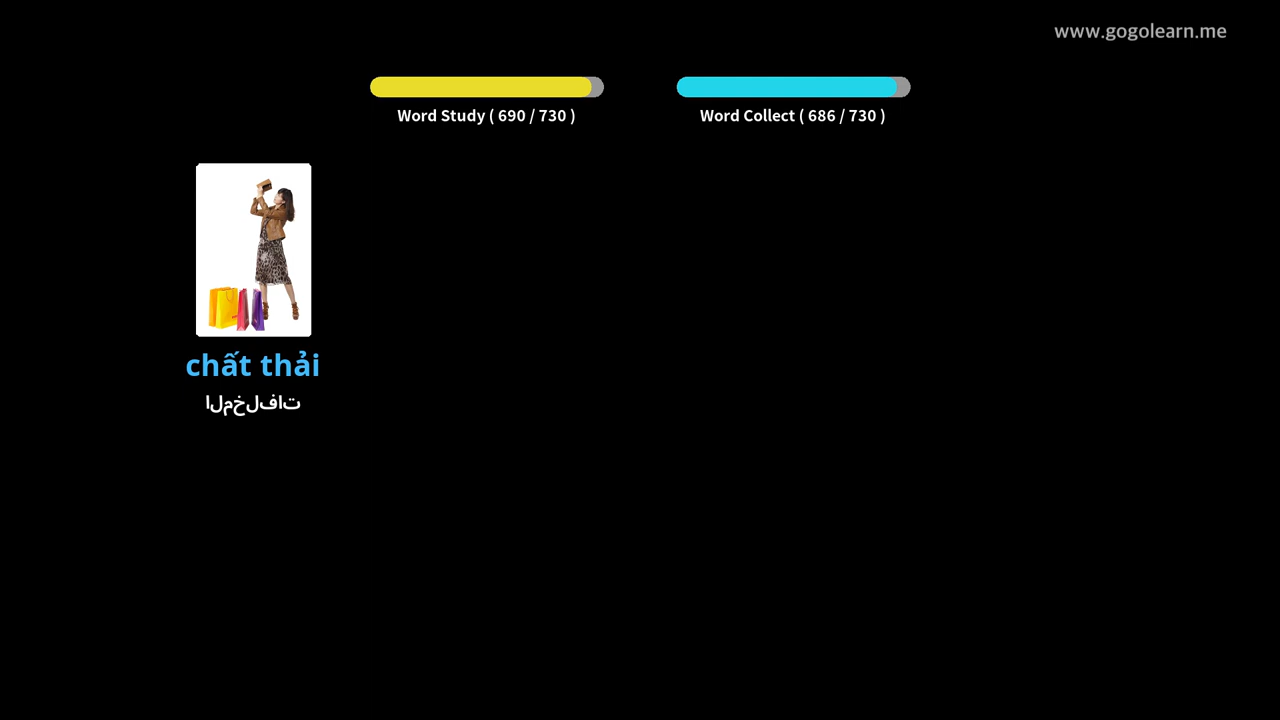 www.gogolearn.me
Word Study ( 690 / 730 )
Word Collect ( 686 / 730 )
chất thải
المخلفات